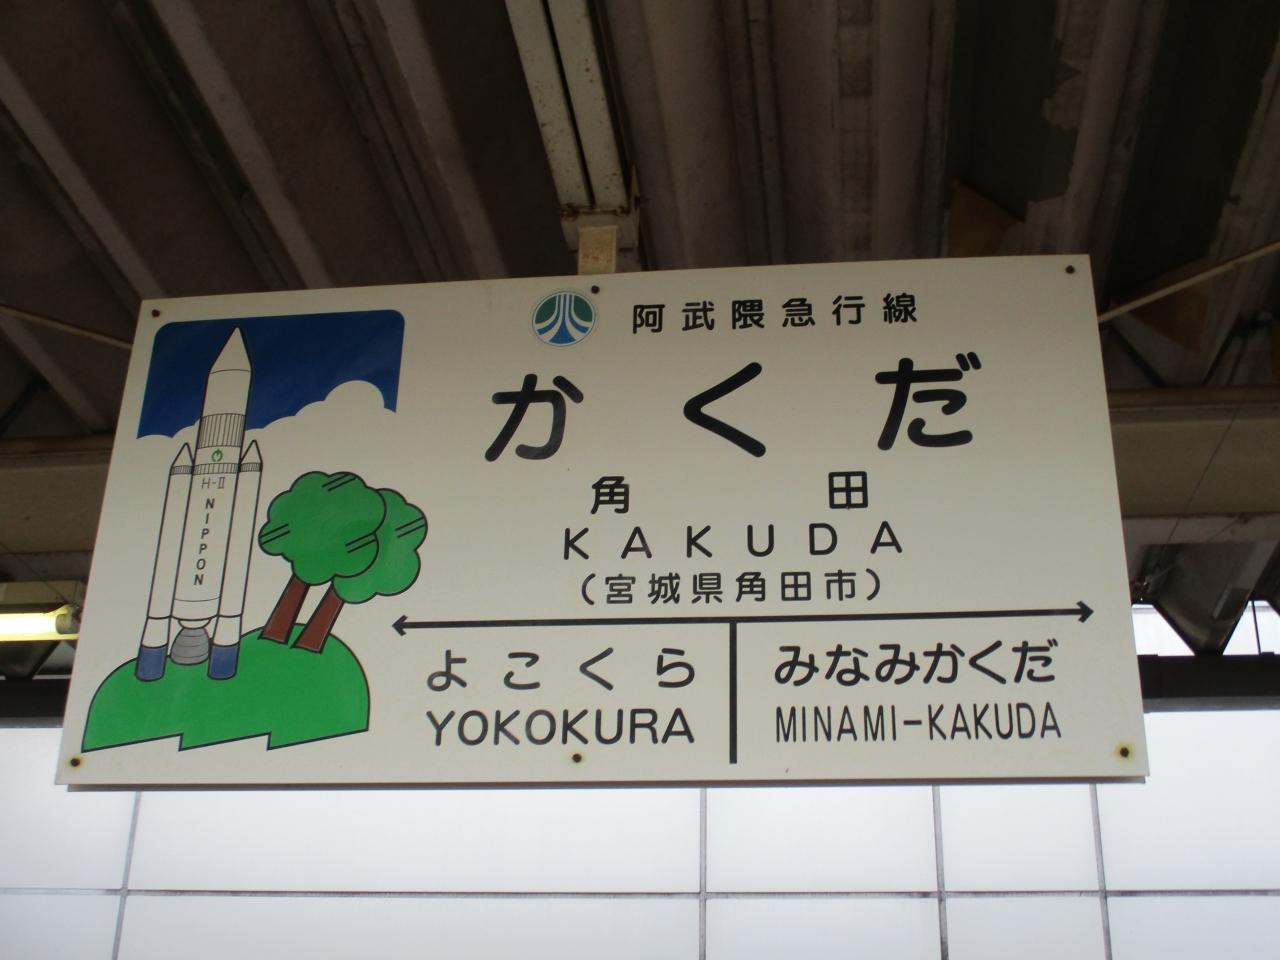 阿武隈急行線
かくだ
角田
KAKUDA
(宮城県角田市)
よこくら
YOKOKURA
みなみかくだ
MINAMI-KAKUDA
H-II
NIPPON